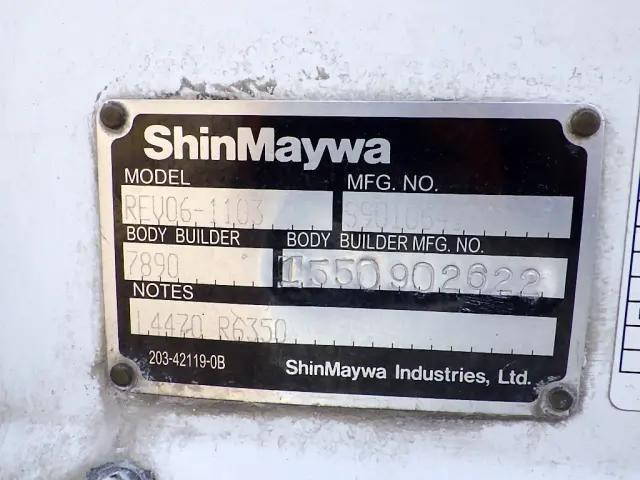 ShinMaywa
MODEL MFG. NO.
REV06-1103
BODY BUILDER BODY BUILDER MFG. NO.
7890 1550902622
NOTES
L4470 R6350
203-42119-0B ShinMaywa Industries, Ltd.